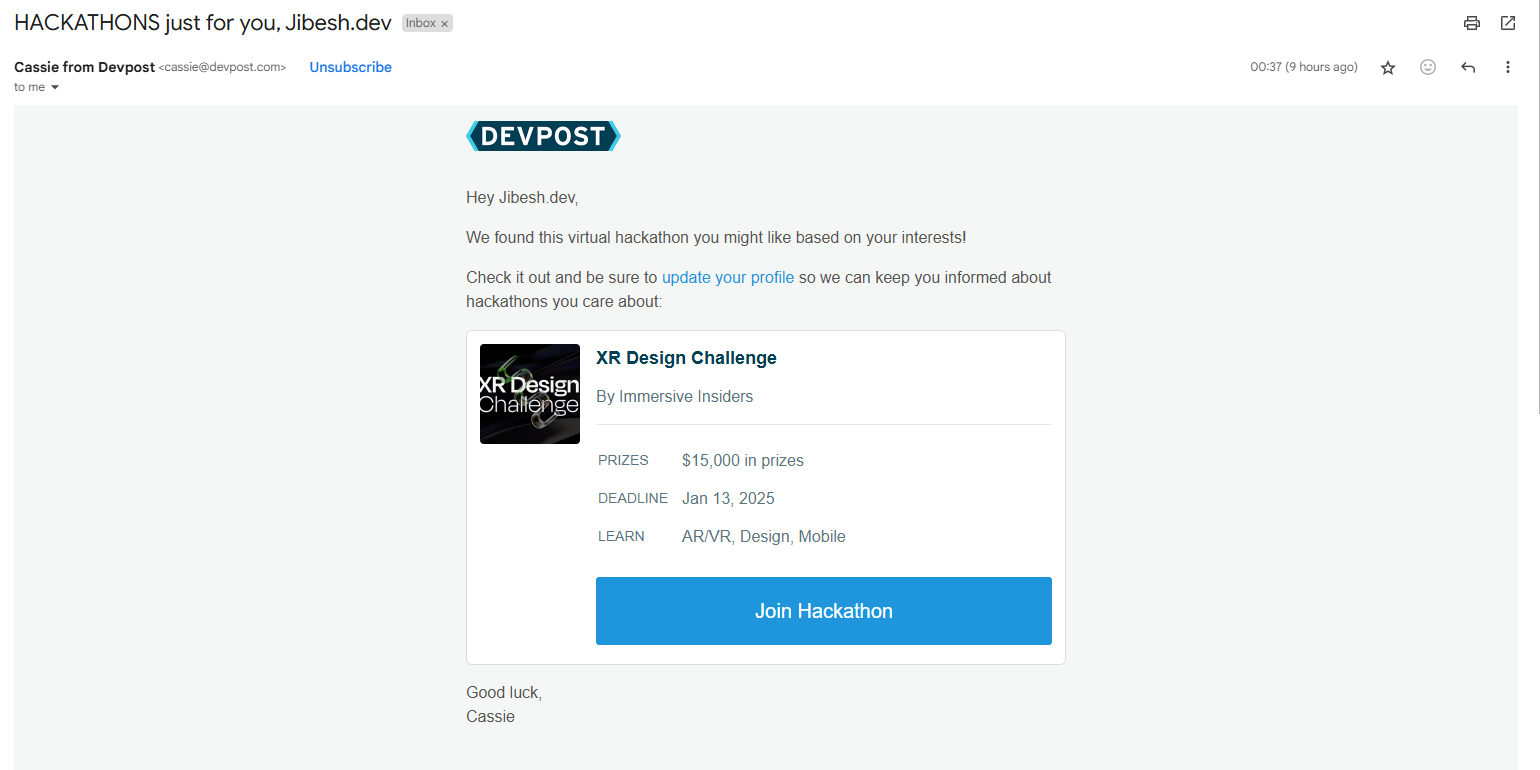 HACKATHONS just for you, Jibesh.dev Inbox ×
Cassie from Devpost <cassie@devpost.com> Unsubscribe 00:37 (9 hours ago)
to me
DEVPOST
Hey Jibesh.dev,
We found this virtual hackathon you might like based on your interests!
Check it out and be sure to update your profile so we can keep you informed about
hackathons you care about:
XR Design
Challenge
XR Design Challenge
By Immersive Insiders
PRIZES $15,000 in prizes
DEADLINE Jan 13, 2025
LEARN AR/VR, Design, Mobile
Join Hackathon
Good luck,
Cassie